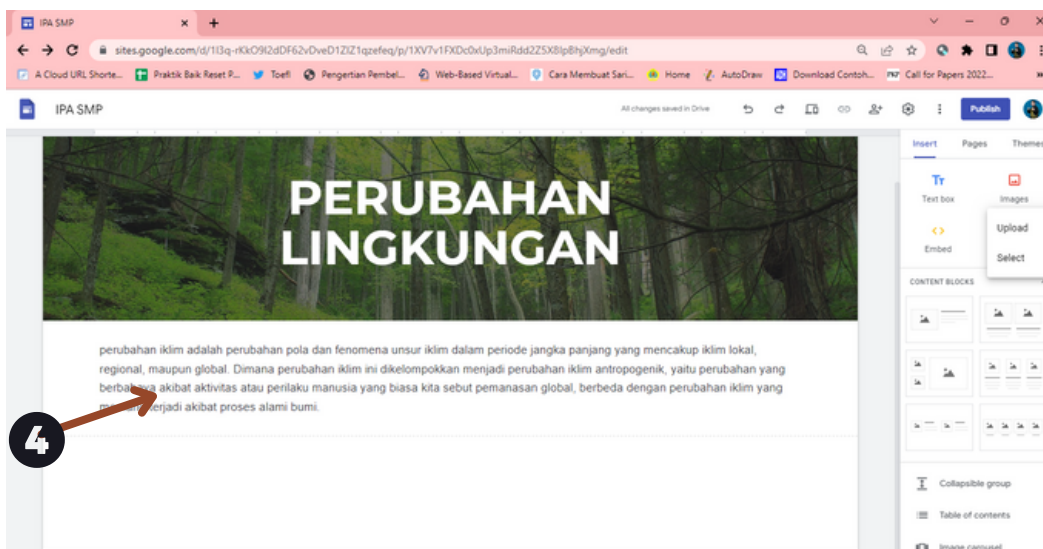 IPA SMP
sites.google.com/d/1I3q-rKkO9I2dDF62vDveD1ZIZ1qzefeq/p/1XV7v1FXDc0xUp3miRdd2Z5X8Ip8hjXmg/edit
A Cloud URL Shorte... Praktik Baik Reset P... Toefl Pengertian Pembel... Web-Based Virtual... Cara Membuat Sari... Home AutoDraw Download Contoh... Call for Papers 2022...
IPA SMP All changes saved in Drive Publish
Insert Pages Themes
PERUBAHAN
LINGKUNGAN
Text box Images
Upload
Embed
Select
CONTENT BLOCKS
perubahan iklim adalah perubahan pola dan fenomena unsur iklim dalam periode jangka panjang yang mencakup iklim lokal,
regional, maupun global. Dimana perubahan iklim ini dikelompokkan menjadi perubahan iklim antropogenik, yaitu perubahan yang
berbahaya akibat aktivitas atau perilaku manusia yang biasa kita sebut pemanasan global, berbeda dengan perubahan iklim yang
terjadi akibat proses alami bumi.
4
Collapsible group
Table of contents
Image carousel